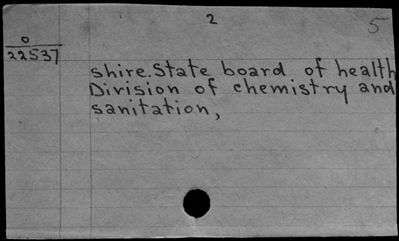 2
5
0
22537
shire. State board of health
Division of chemistry and
sanitation,